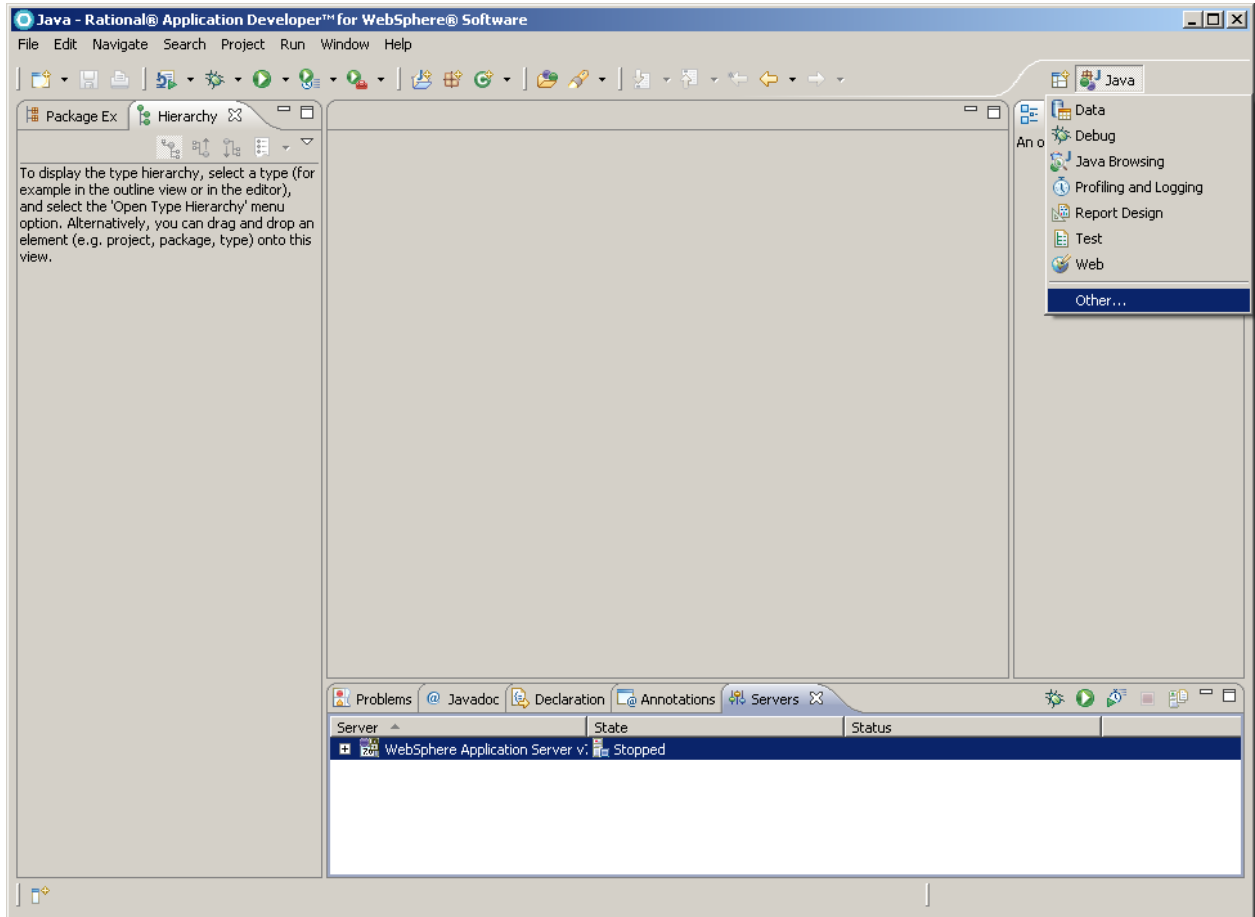 Java - Rational® Application Developer™ for WebSphere® Software
File Edit Navigate Search Project Run Window Help
Java
Package Ex Hierarchy
Data
Debug
Java Browsing
Profiling and Logging
Report Design
Test
Web
Other...
An o
To display the type hierarchy, select a type (for
example in the outline view or in the editor),
and select the 'Open Type Hierarchy' menu
option. Alternatively, you can drag and drop an
element (e.g. project, package, type) onto this
view.
Problems @ Javadoc Declaration Annotations Servers
Server State Status
WebSphere Application Server v7 Stopped